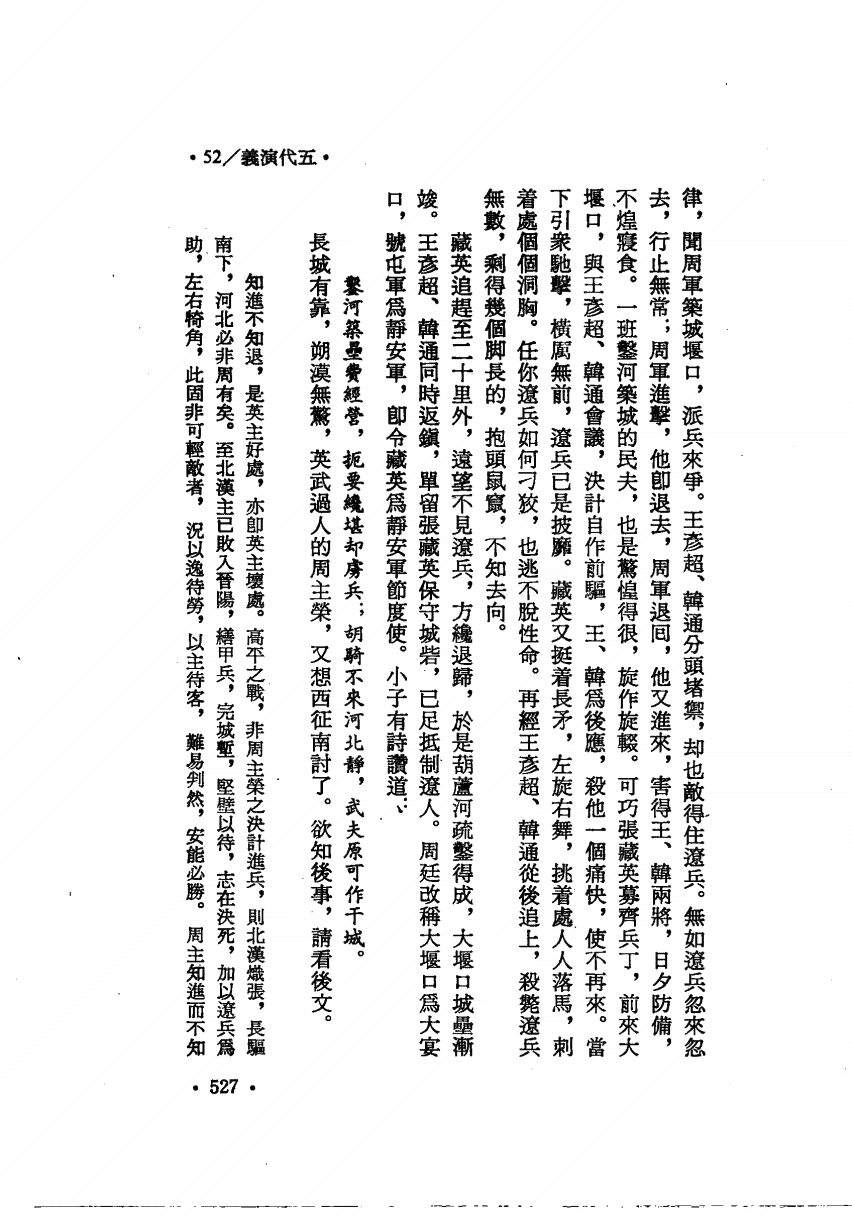 •52／義演代五•
律，聞周軍築城堰口，派兵來爭。王彥超、韓通分頭堵禦，却也敵得住遼兵。無如遼兵忽來忽
去，行止無常；周軍進擊，他卽退去，周軍退囘，他又進來，害得王、韓兩將，日夕防備，
不煌寢食。一班鑿河築城的民夫，也是驚惶得很，旋作旋輟。可巧張藏英募齊兵丁，前來大
堰口，與王彥超、韓通會議，決計自作前驅，王、韓爲後應，殺他一個痛快，使不再來。當
下引衆馳擊，橫厲無前，遼兵已是披靡。藏英又挺着長矛，左旋右舞，挑着處人人落馬，刺
着處個個洞胸。任你遼兵如何刁狡，也逃不脫性命。再經王彥超、韓通從後追上，殺斃遼兵
無數，剩得幾個脚長的，抱頭鼠竄，不知去向。
藏英追趕至二十里外，遠望不見遼兵，方纔退歸，於是葫蘆河疏鑿得成，大堰口城壘漸
竣。王彥超、韓通同時返鎭，單留張藏英保守城砦，已足抵制遼人。周廷改稱大堰口爲大宴
口，號屯軍爲靜安軍，卽令藏英爲靜安軍節度使。小子有詩讚道：
鑿河築壘費經營，扼要纔堪却虜兵；胡騎不來河北靜，武夫原可作干城。
長城有靠，朔漠無驚，英武過人的周主榮，又想西征南討了。欲知後事，請看後文。
知進不知退，是英主好處，亦卽英主壞處。高平之戰，非周主榮之決計進兵，則北漢熾張，長驅
南下，河北必非周有矣。至北漢主已敗入晉陽，繕甲兵，完城塹，堅壁以待，志在決死，加以遼兵爲
助，左右犄角，此固非可輕敵者，況以逸待勞，以主待客，難易判然，安能必勝。周主知進而不知
•527•